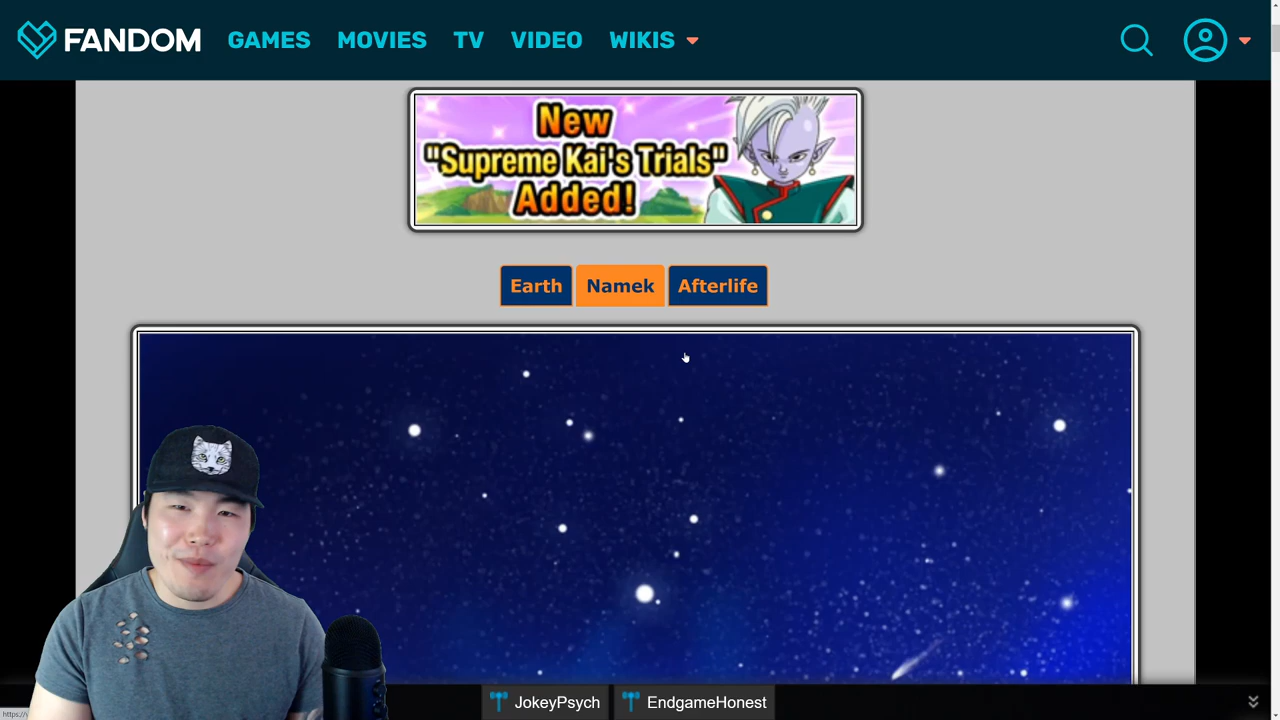 FANDOM GAMES MOVIES TV VIDEO WIKIS
New
"Supreme Kai's Trials"
Added!
Earth Namek Afterlife
JokeyPsych EndgameHonest